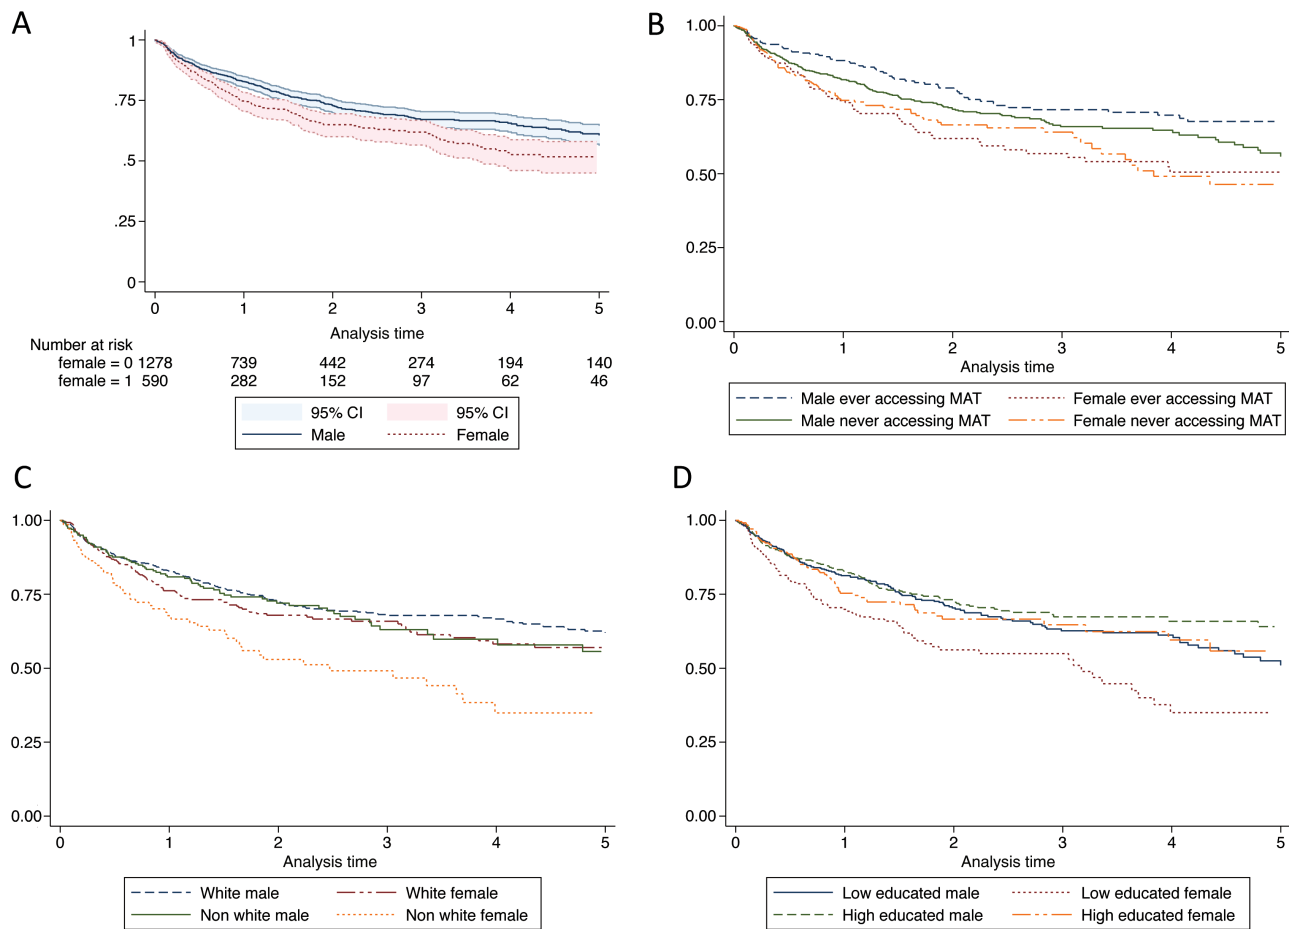 A
1
.75
.5
.25
0
0 1 2 3 4 5
Analysis time
Number at risk
female = 0 1278 739 442 274 194 140
female = 1 590 282 152 97 62 46
95% CI 95% CI
Male Female
B
1.00
0.75
0.50
0.25
0.00
0 1 2 3 4 5
Analysis time
Male ever accessing MAT Female ever accessing MAT
Male never accessing MAT Female never accessing MAT
C
1.00
0.75
0.50
0.25
0.00
0 1 2 3 4 5
Analysis time
White male White female
Non white male Non white female
D
1.00
0.75
0.50
0.25
0.00
0 1 2 3 4 5
Analysis time
Low educated male Low educated female
High educated male High educated female